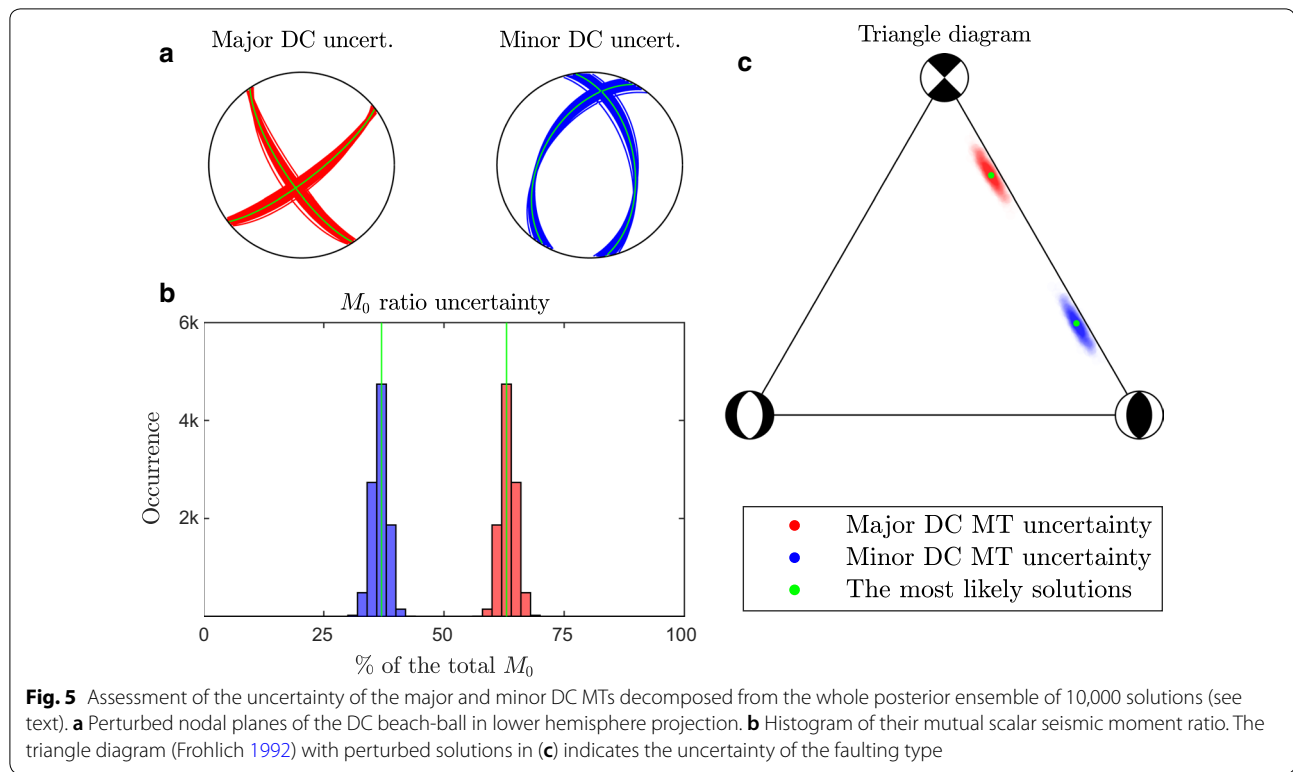 a
Major DC uncert.
Minor DC uncert.
c
Triangle diagram
b
M₀ ratio uncertainty
6k
4k
2k
Occurrence
0
25
50
75
100
% of the total M₀
Major DC MT uncertainty
Minor DC MT uncertainty
The most likely solutions
Fig. 5 Assessment of the uncertainty of the major and minor DC MTs decomposed from the whole posterior ensemble of 10,000 solutions (see
text). a Perturbed nodal planes of the DC beach-ball in lower hemisphere projection. b Histogram of their mutual scalar seismic moment ratio. The
triangle diagram (Frohlich 1992) with perturbed solutions in (c) indicates the uncertainty of the faulting type